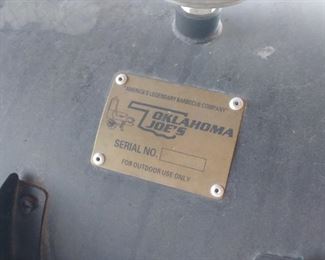 AMERICA'S LEGENDARY BARBECUE COMPANY
OKLAHOMA
JOE'S
SERIAL NO.
FOR OUTDOOR USE ONLY